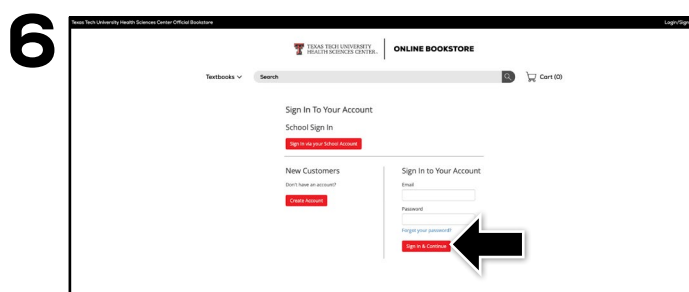 6
Texas Tech University Health Sciences Center Official Bookstore
Login/Sign
TEXAS TECH UNIVERSITY
HEALTH SCIENCES CENTER.
ONLINE BOOKSTORE
Textbooks
Search
Cart (0)
Sign In To Your Account
School Sign In
Sign In via your School Account
New Customers
Don't have an account?
Create Account
Sign In to Your Account
Email
Password
Forgot your password?
Sign In & Continue